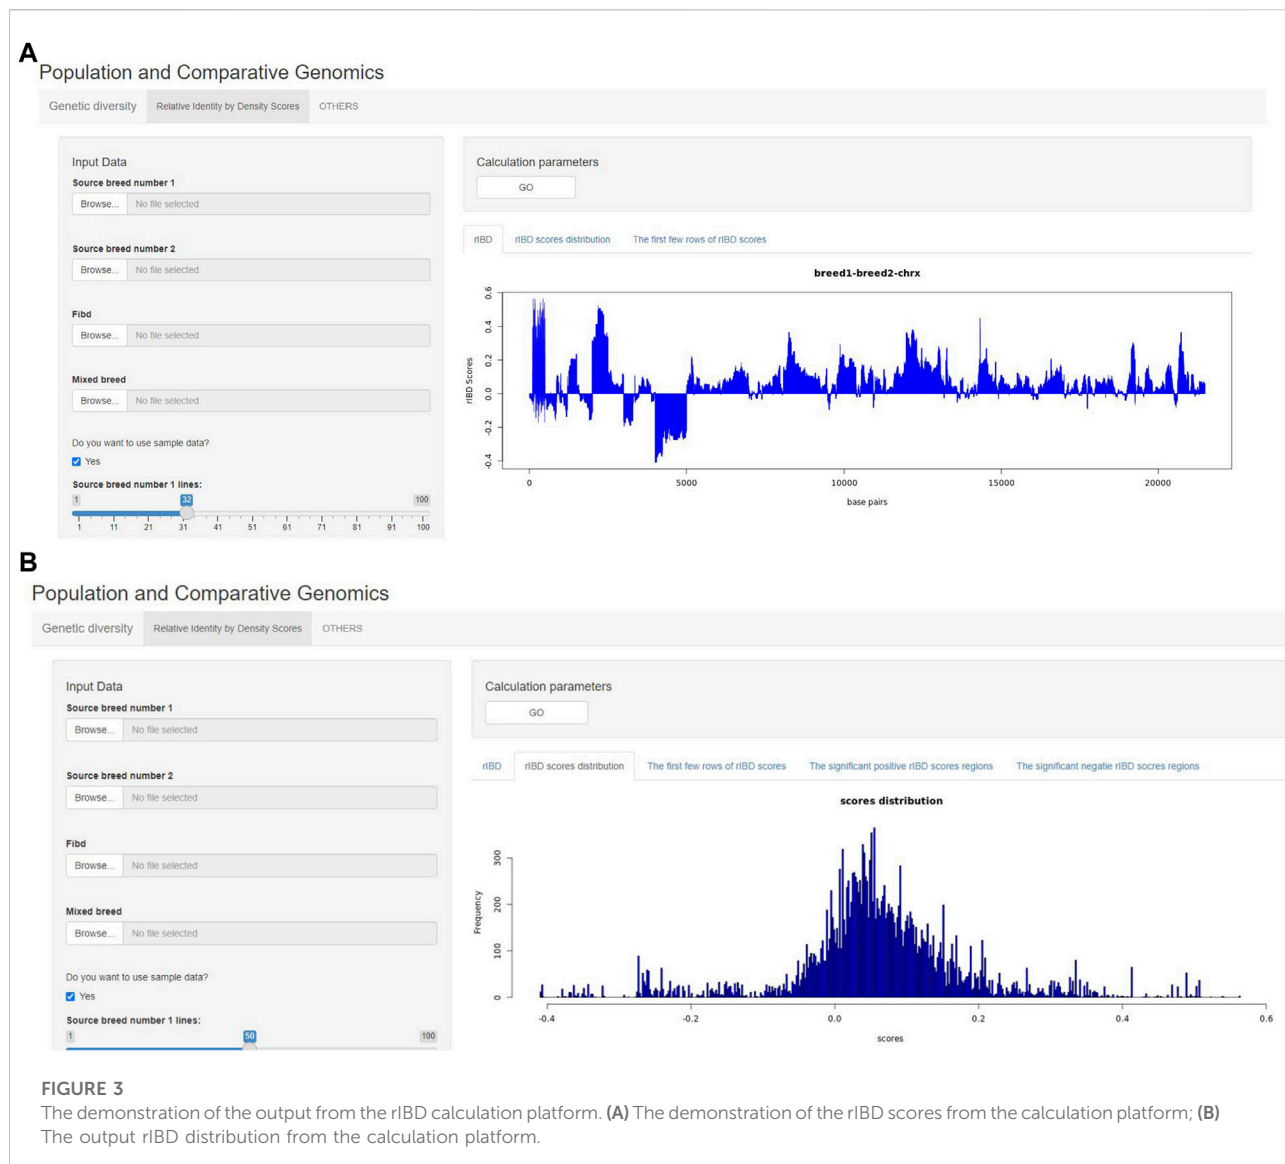 A
Population and Comparative Genomics
Genetic diversity Relative Identity by Density Scores OTHERS
Input Data
Source breed number 1
Browse... No file selected
Source breed number 2
Browse... No file selected
Fibd
Browse... No file selected
Mixed breed
Browse... No file selected
Do you want to use sample data?
Yes
Source breed number 1 lines:
1 32 100
1 11 21 31 41 51 61 71 81 91 100
Calculation parameters
GO
rIBD rIBD scores distribution The first few rows of rIBD scores
breed1-breed2-chrx
rIBD Scores
0.6
0.4
0.2
0.0
-0.2
-0.4
0 5000 10000 15000 20000
base pairs
B
Population and Comparative Genomics
Genetic diversity Relative Identity by Density Scores OTHERS
Input Data
Source breed number 1
Browse... No file selected
Source breed number 2
Browse... No file selected
Fibd
Browse... No file selected
Mixed breed
Browse... No file selected
Do you want to use sample data?
Yes
Source breed number 1 lines:
1 50 100
Calculation parameters
GO
rIBD rIBD scores distribution The first few rows of rIBD scores The significant positive rIBD scores regions The significant negatie rIBD socres regions
scores distribution
Frequency
300
200
100
0
-0.4 -0.2 0.0 0.2 0.4 0.6
scores
FIGURE 3
The demonstration of the output from the rIBD calculation platform. (A) The demonstration of the rIBD scores from the calculation platform; (B)
The output rIBD distribution from the calculation platform.